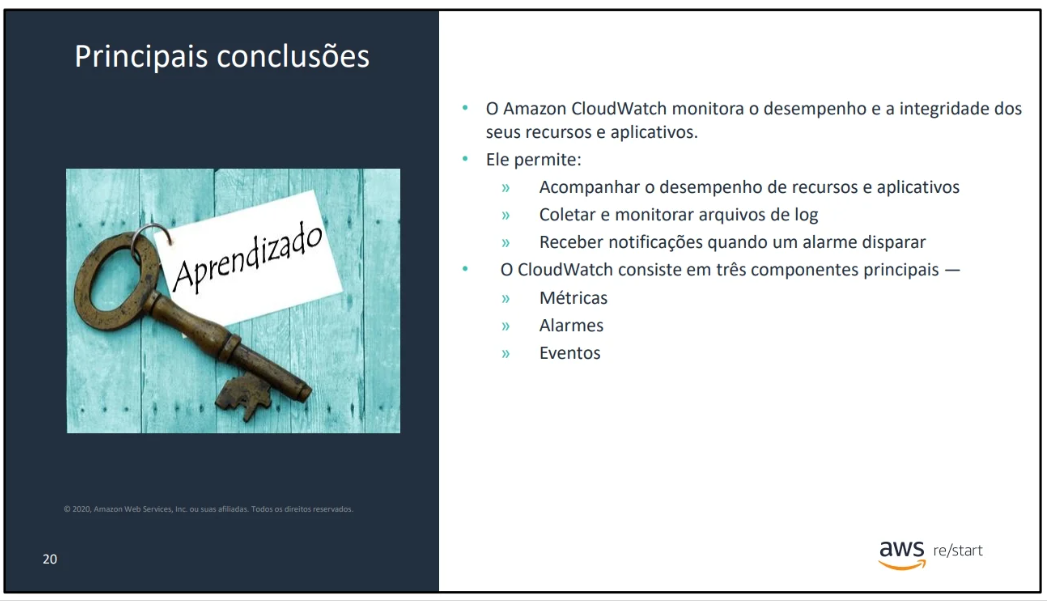 Principais conclusões
Aprendizado
© 2020, Amazon Web Services, Inc. ou suas afiliadas. Todos os direitos reservados.
20
• O Amazon CloudWatch monitora o desempenho e a integridade dos
seus recursos e aplicativos.
• Ele permite:
» Acompanhar o desempenho de recursos e aplicativos
» Coletar e monitorar arquivos de log
» Receber notificações quando um alarme disparar
• O CloudWatch consiste em três componentes principais —
» Métricas
» Alarmes
» Eventos
aws re/start